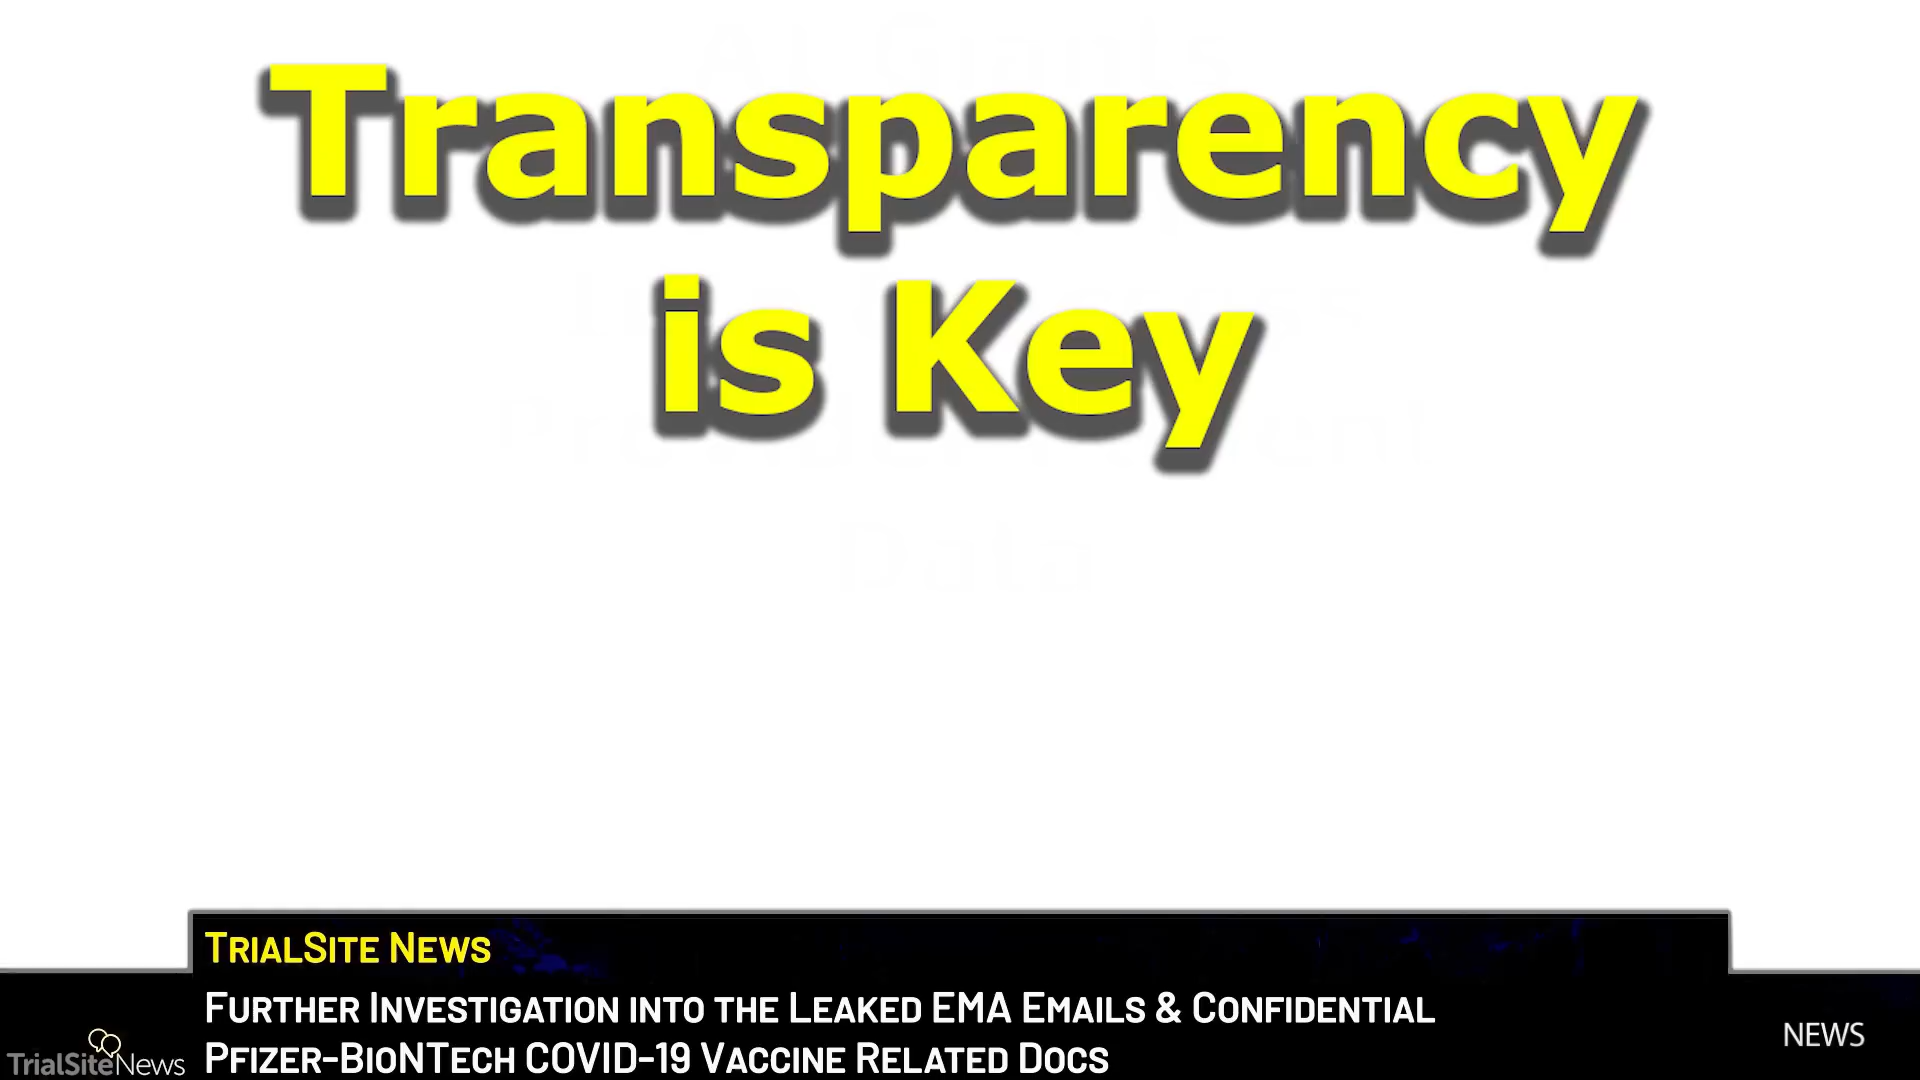 Transparency
is Key
TrialSite News
Further Investigation into the Leaked EMA Emails & Confidential
Pfizer-BioNTech COVID-19 Vaccine Related Docs
TrialSiteNews
NEWS